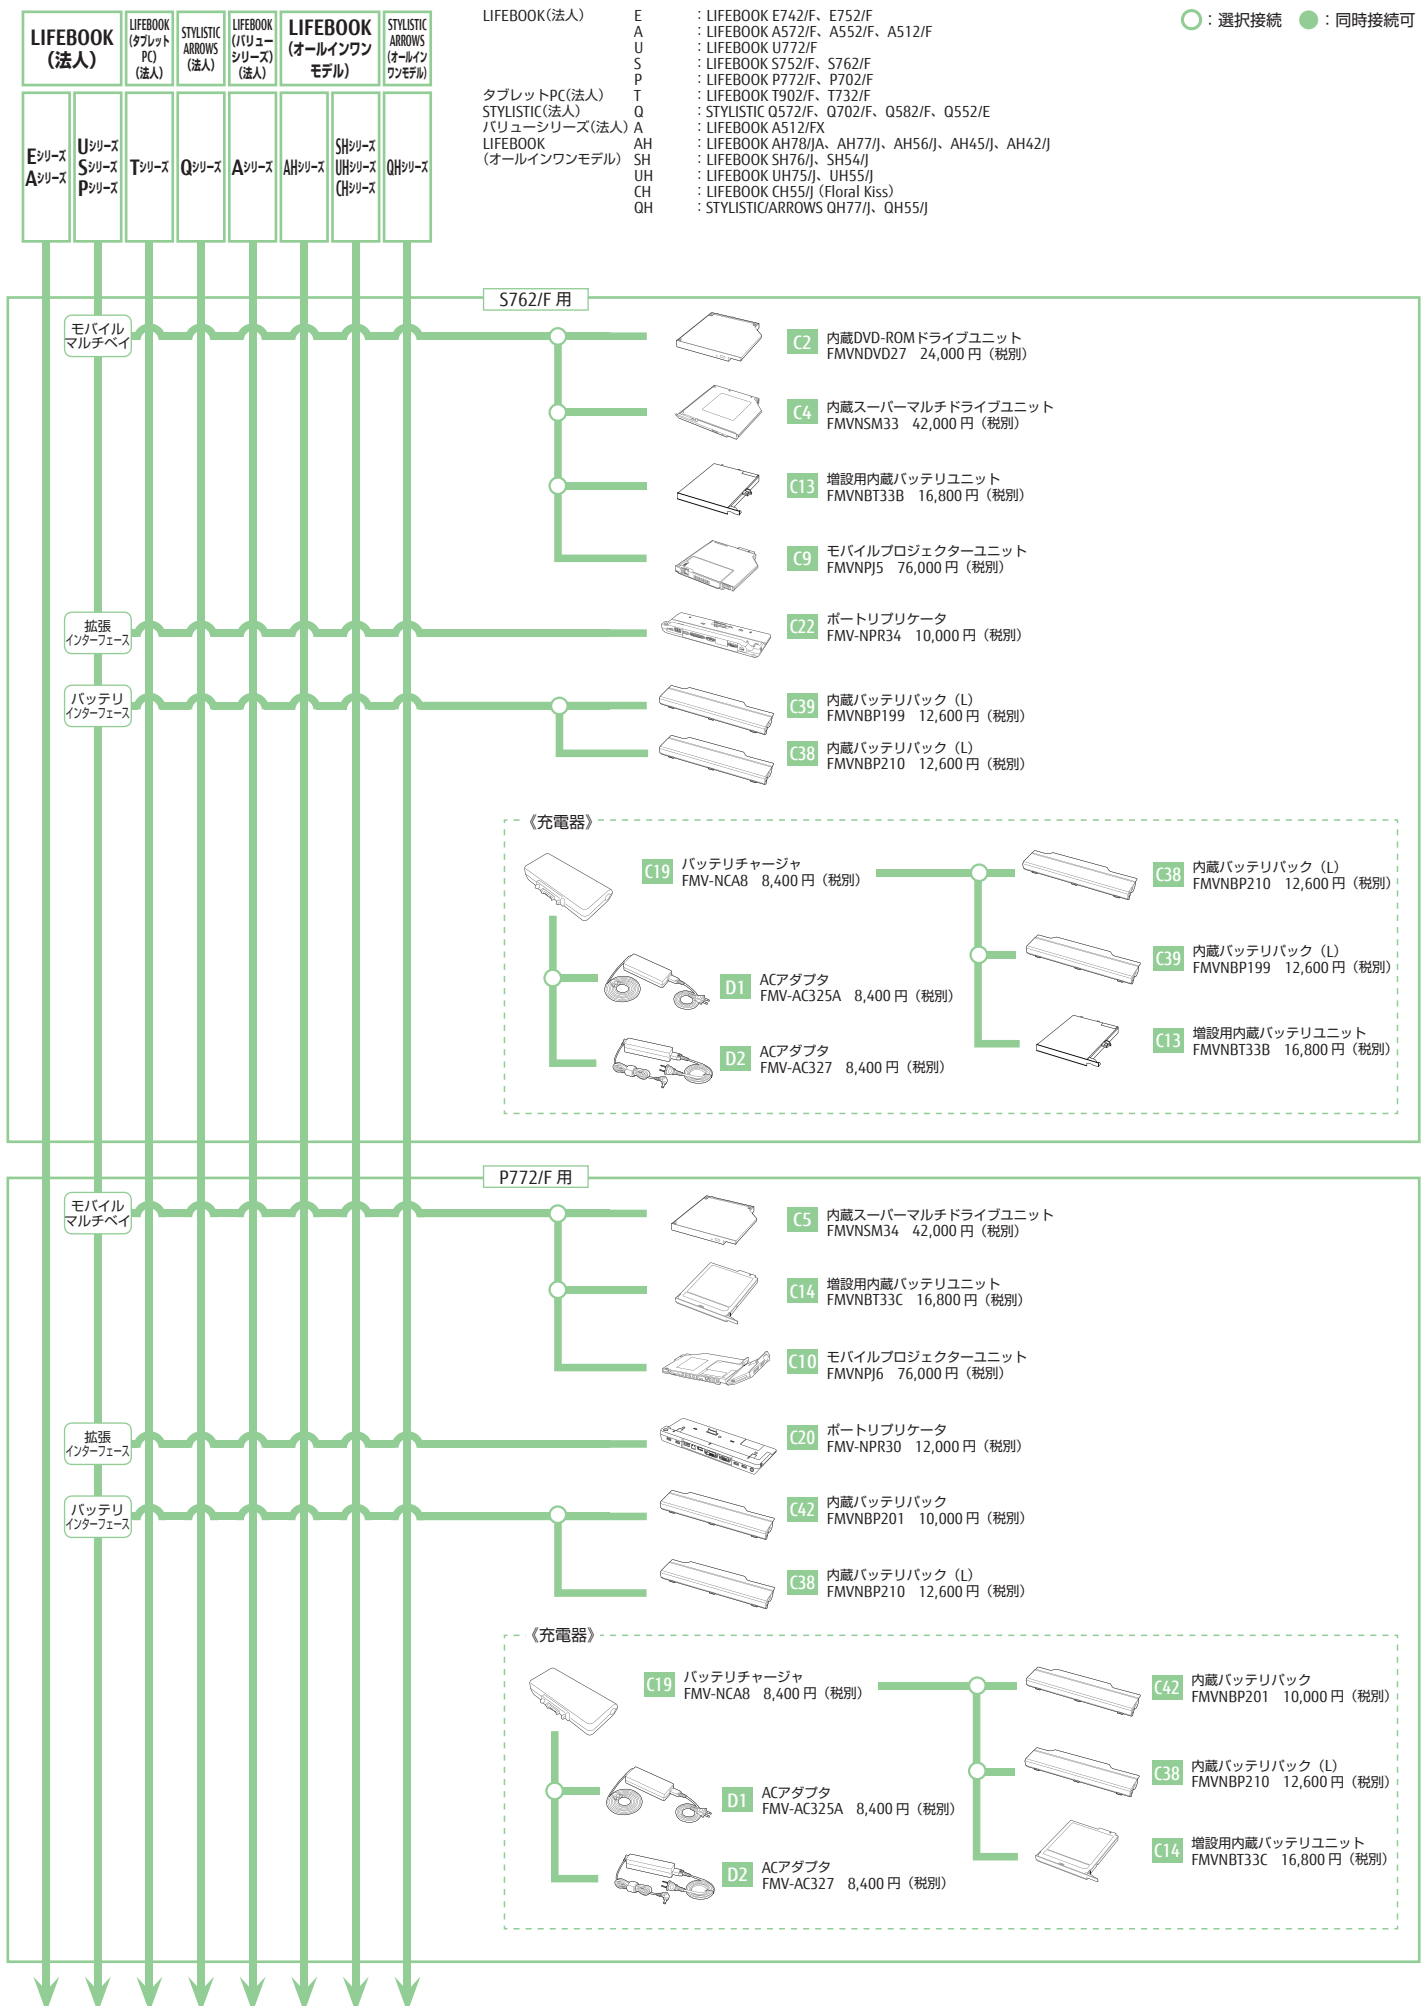 LIFEBOOK
(法人)
LIFEBOOK
(タブレット
PC)
(法人)
STYLISTIC
ARROWS
(法人)
LIFEBOOK
(バリュー
シリーズ)
(法人)
LIFEBOOK
(オールインワン
モデル)
STYLISTIC
ARROWS
(オールイン
ワンモデル)
Eシリーズ
Aシリーズ
Uシリーズ
Sシリーズ
Pシリーズ
Tシリーズ
Qシリーズ
Aシリーズ
AHシリーズ
SHシリーズ
UHシリーズ
CHシリーズ
QHシリーズ
LIFEBOOK(法人) E : LIFEBOOK E742/F、E752/F
A : LIFEBOOK A572/F、A552/F、A512/F
U : LIFEBOOK U772/F
S : LIFEBOOK S752/F、S762/F
P : LIFEBOOK P772/F、P702/F
タブレットPC(法人) T : LIFEBOOK T902/F、T732/F
STYLISTIC(法人) Q : STYLISTIC Q572/F、Q702/F、Q582/F、Q552/E
バリューシリーズ(法人) A : LIFEBOOK A512/FX
LIFEBOOK AH : LIFEBOOK AH78/JA、AH77/J、AH56/J、AH45/J、AH42/J
(オールインワンモデル) SH : LIFEBOOK SH76/J、SH54/J
UH : LIFEBOOK UH75/J、UH55/J
CH : LIFEBOOK CH55/J (Floral Kiss)
QH : STYLISTIC/ARROWS QH77/J、QH55/J
○：選択接続 ●：同時接続可
S762/F 用
モバイル
マルチベイ
C2 内蔵DVD-ROMドライブユニット
FMVNDVD27 24,000 円（税別）
C4 内蔵スーパーマルチドライブユニット
FMVNSM33 42,000 円（税別）
C13 増設用内蔵バッテリユニット
FMVNBT33B 16,800 円（税別）
C9 モバイルプロジェクターユニット
FMVNPJ5 76,000 円（税別）
拡張
インターフェース
C22 ポートリプリケータ
FMV-NPR34 10,000 円（税別）
バッテリ
インターフェース
C39 内蔵バッテリパック（L）
FMVNBP199 12,600 円（税別）
C38 内蔵バッテリパック（L）
FMVNBP210 12,600 円（税別）
《充電器》
C19 バッテリチャージャ
FMV-NCA8 8,400 円（税別）
C38 内蔵バッテリパック（L）
FMVNBP210 12,600 円（税別）
C39 内蔵バッテリパック（L）
FMVNBP199 12,600 円（税別）
D1 ACアダプタ
FMV-AC325A 8,400 円（税別）
C13 増設用内蔵バッテリユニット
FMVNBT33B 16,800 円（税別）
D2 ACアダプタ
FMV-AC327 8,400 円（税別）
P772/F 用
モバイル
マルチベイ
C5 内蔵スーパーマルチドライブユニット
FMVNSM34 42,000 円（税別）
C14 増設用内蔵バッテリユニット
FMVNBT33C 16,800 円（税別）
C10 モバイルプロジェクターユニット
FMVNPJ6 76,000 円（税別）
拡張
インターフェース
C20 ポートリプリケータ
FMV-NPR30 12,000 円（税別）
バッテリ
インターフェース
C42 内蔵バッテリパック
FMVNBP201 10,000 円（税別）
C38 内蔵バッテリパック（L）
FMVNBP210 12,600 円（税別）
《充電器》
C19 バッテリチャージャ
FMV-NCA8 8,400 円（税別）
C42 内蔵バッテリパック
FMVNBP201 10,000 円（税別）
C38 内蔵バッテリパック（L）
FMVNBP210 12,600 円（税別）
D1 ACアダプタ
FMV-AC325A 8,400 円（税別）
C14 増設用内蔵バッテリユニット
FMVNBT33C 16,800 円（税別）
D2 ACアダプタ
FMV-AC327 8,400 円（税別）